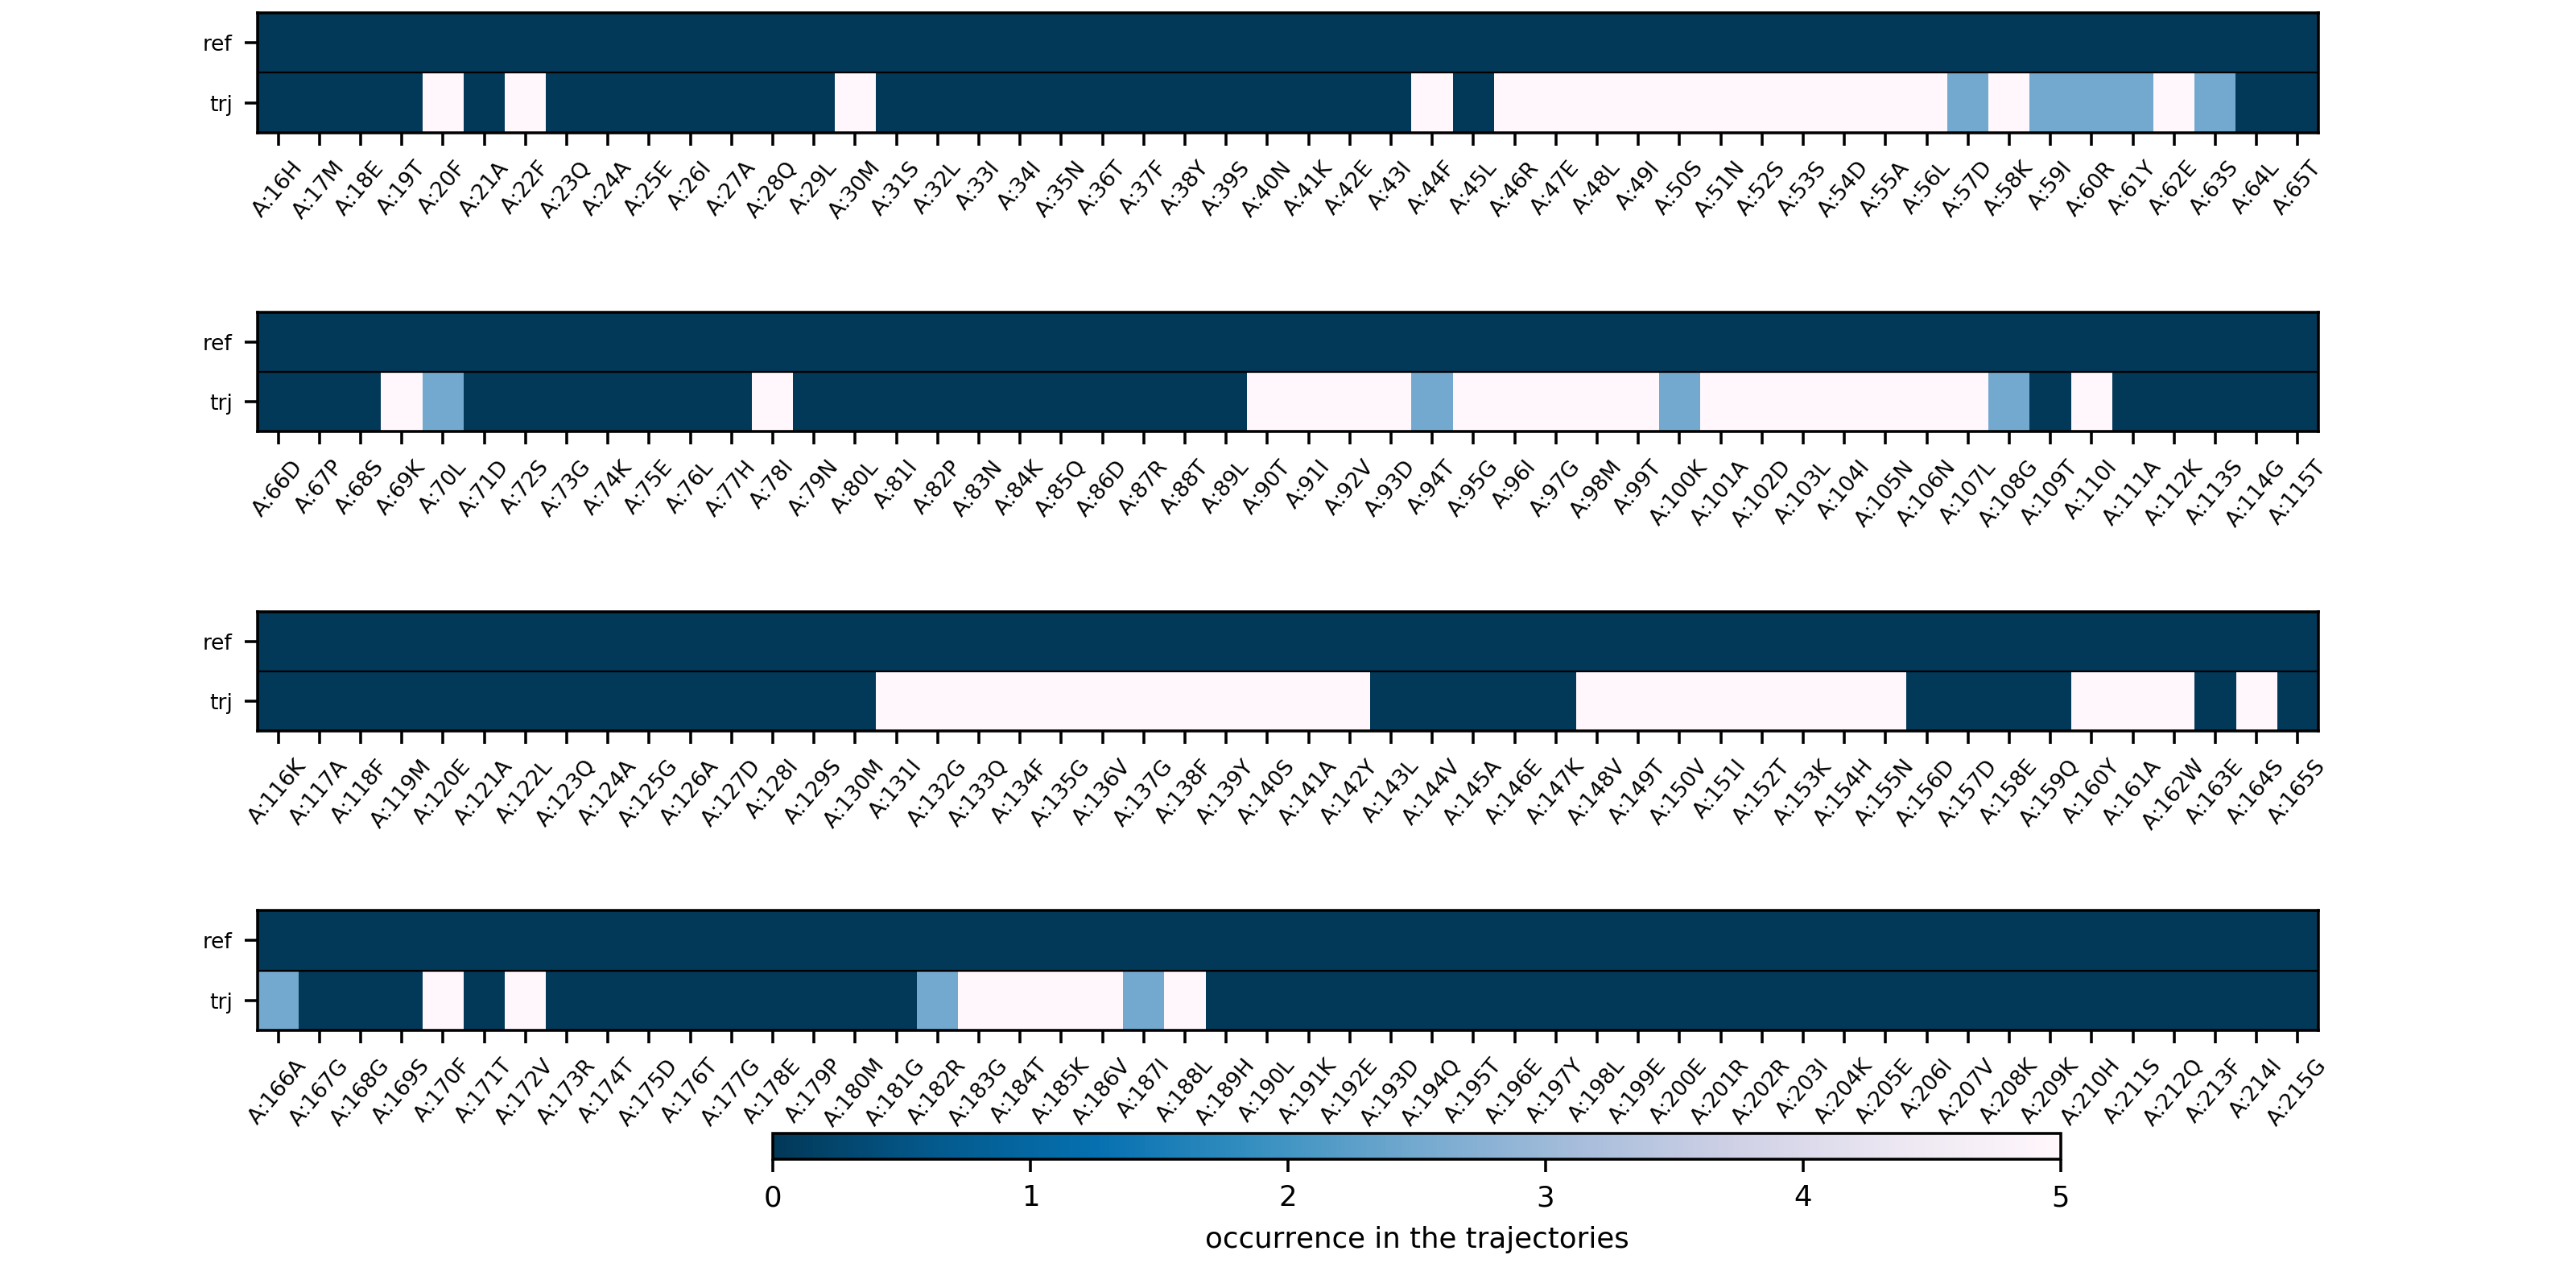 ref
trj
A:16H A:17M A:18E A:19T A:20F A:21A A:22F A:23Q A:24A A:25E A:26I A:27A A:28Q A:29L A:30M A:31S A:32L A:33I A:34I A:35N A:36T A:37F A:38Y A:39S A:40N A:41K A:42E A:43I A:44F A:45L A:46R A:47E A:48L A:49I A:50S A:51N A:52S A:53S A:54D A:55A A:56L A:57D A:58K A:59I A:60R A:61Y A:62E A:63S A:64L A:65T
ref
trj
A:66D A:67P A:68S A:69K A:70L A:71D A:72S A:73G A:74K A:75E A:76L A:77H A:78I A:79N A:80L A:81I A:82P A:83N A:84K A:85Q A:86D A:87R A:88T A:89L A:90T A:91I A:92V A:93D A:94T A:95G A:96I A:97G A:98M A:99T A:100K A:101A A:102D A:103L A:104I A:105N A:106N A:107L A:108G A:109T A:110I A:111A A:112K A:113S A:114G A:115T
ref
trj
A:116K A:117A A:118F A:119M A:120E A:121A A:122L A:123Q A:124A A:125G A:126A A:127D A:128I A:129S A:130M A:131I A:132G A:133Q A:134F A:135G A:136V A:137G A:138F A:139Y A:140S A:141A A:142Y A:143L A:144V A:145A A:146E A:147K A:148V A:149T A:150V A:151I A:152T A:153K A:154H A:155N A:156D A:157D A:158E A:159Q A:160Y A:161A A:162W A:163E A:164S A:165S
ref
trj
A:166A A:167G A:168G A:169S A:170F A:171T A:172V A:173R A:174T A:175D A:176T A:177G A:178E A:179P A:180M A:181G A:182R A:183G A:184T A:185K A:186V A:187I A:188L A:189H A:190L A:191K A:192E A:193D A:194Q A:195T A:196E A:197Y A:198L A:199E A:200E A:201R A:202R A:203I A:204K A:205E A:206I A:207V A:208K A:209K A:210H A:211S A:212Q A:213F A:214I A:215G
0 1 2 3 4 5
occurrence in the trajectories